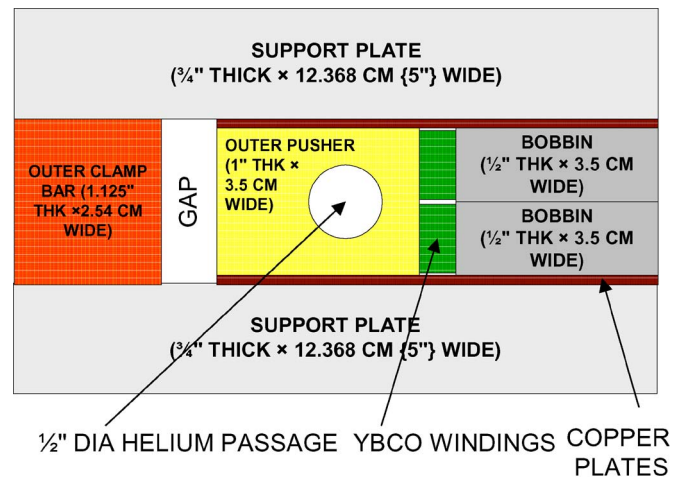 SUPPORT PLATE
(¾" THICK × 12.368 CM {5"} WIDE)
OUTER CLAMP
BAR (1.125"
THK ×2.54 CM
WIDE)
GAP
OUTER PUSHER
(1" THK ×
3.5 CM
WIDE)
BOBBIN
(½" THK × 3.5 CM
WIDE)
BOBBIN
(½" THK × 3.5 CM
WIDE)
SUPPORT PLATE
(¾" THICK × 12.368 CM {5"} WIDE)
½" DIA HELIUM PASSAGE
YBCO WINDINGS
COPPER
PLATES